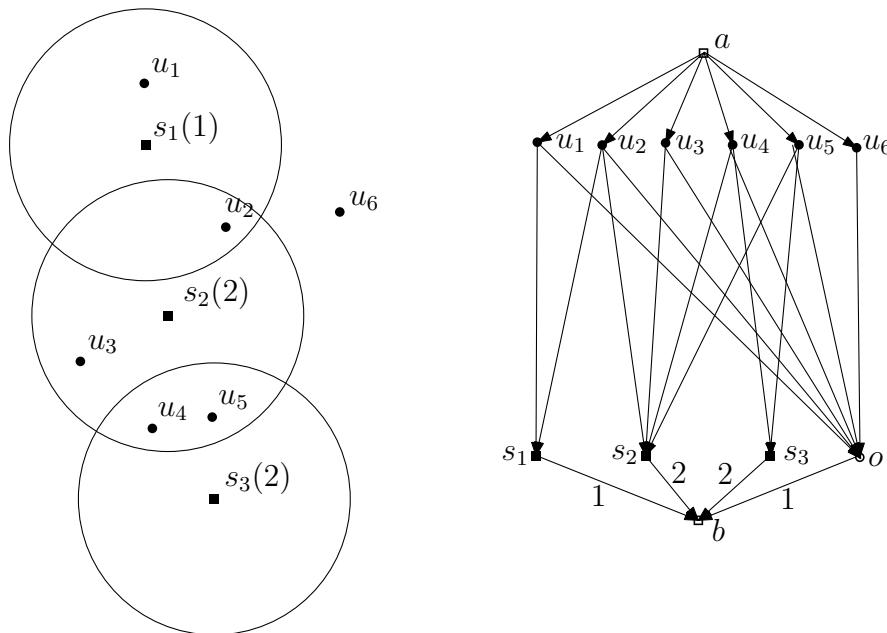 u₁
s₁(1)
u₂
u₆
s₂(2)
u₃
u₄
u₅
s₃(2)
a
u₁ u₂ u₃ u₄ u₅ u₆
s₁ s₂ s₃ o
1 2 2 1
b